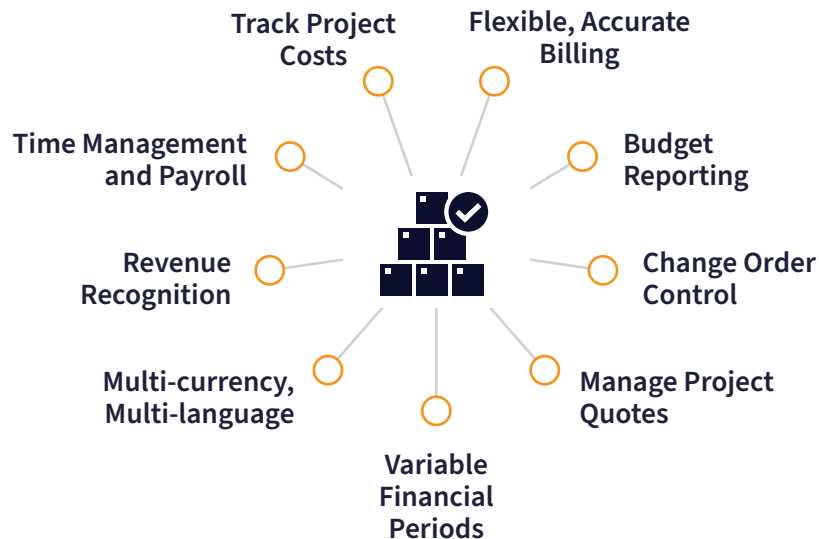 Track Project
Costs
Flexible, Accurate
Billing
Time Management
and Payroll
Budget
Reporting
Revenue
Recognition
Change Order
Control
Multi-currency,
Multi-language
Manage Project
Quotes
Variable
Financial
Periods